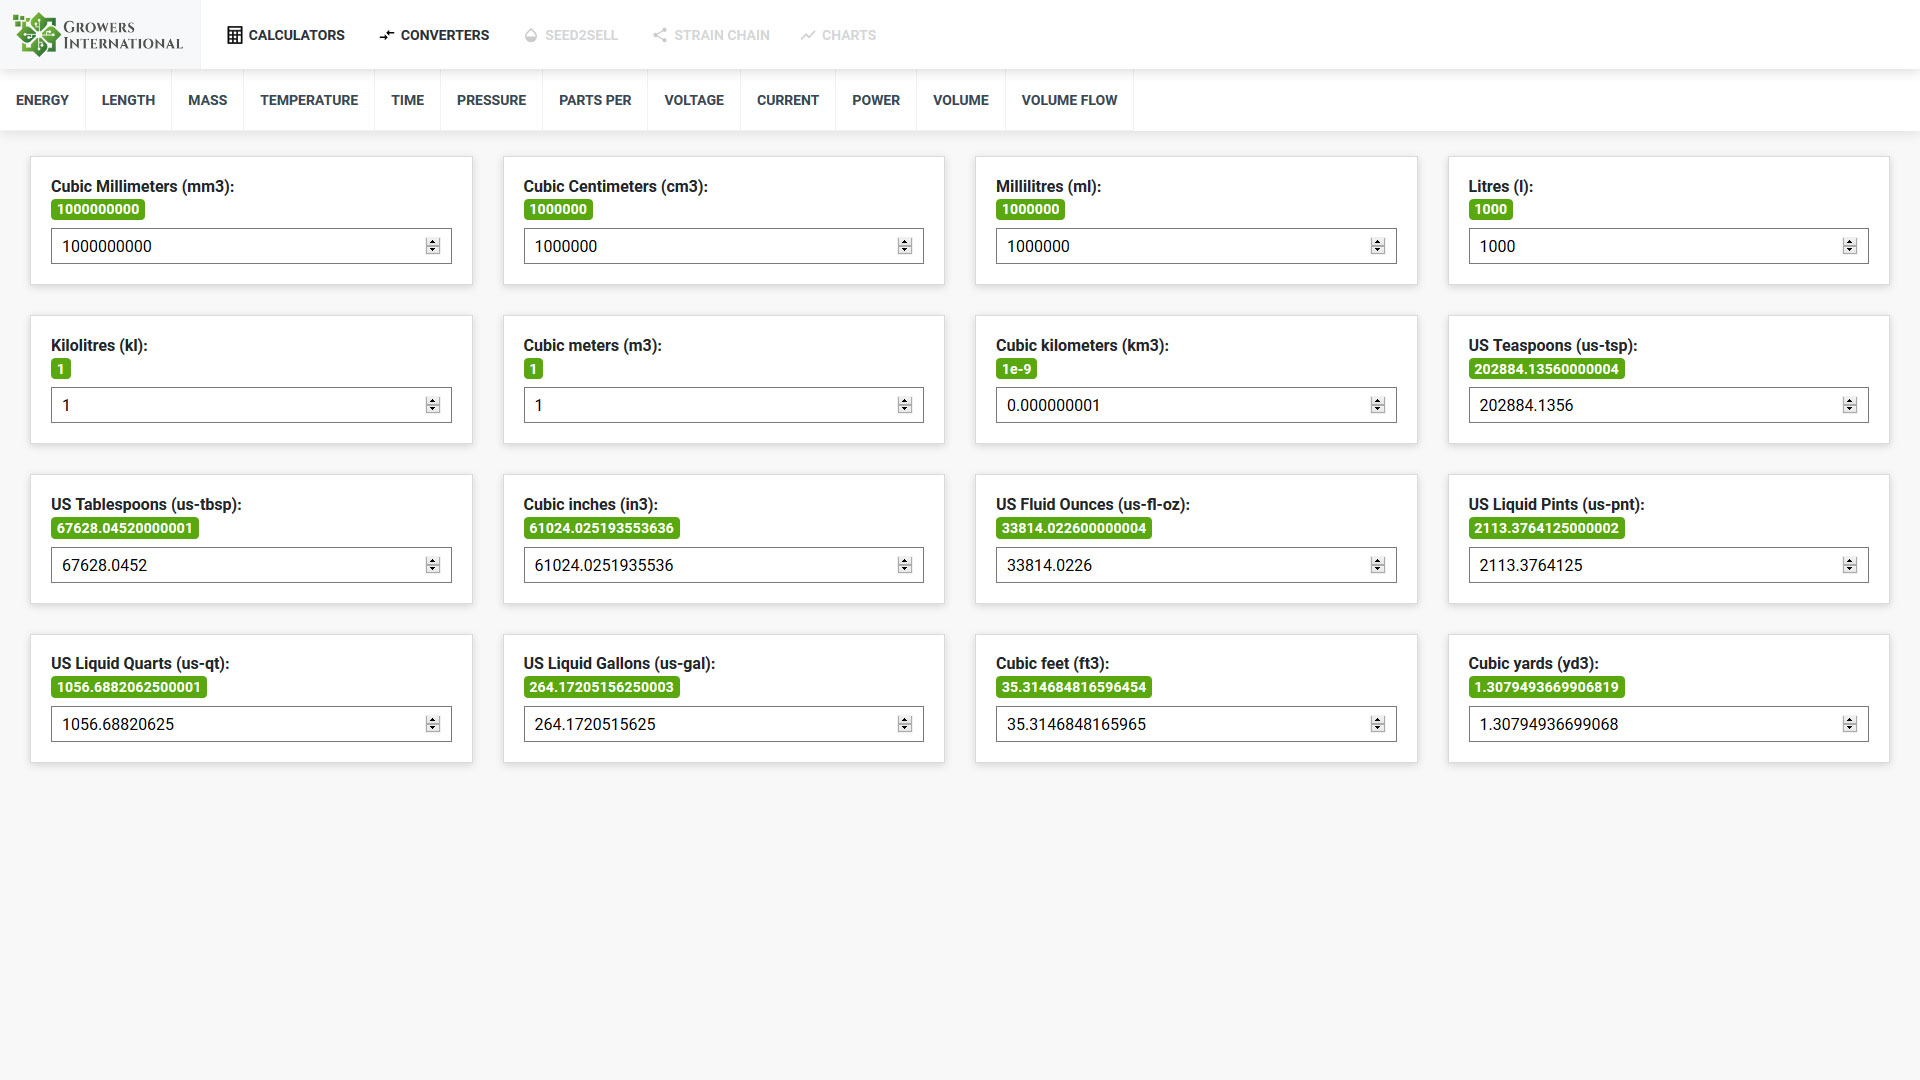 GROWERS
INTERNATIONAL
CALCULATORS CONVERTERS SEED2SELL STRAIN CHAIN CHARTS
ENERGY LENGTH MASS TEMPERATURE TIME PRESSURE PARTS PER VOLTAGE CURRENT POWER VOLUME VOLUME FLOW
Cubic Millimeters (mm3):
1000000000
1000000000
Cubic Centimeters (cm3):
1000000
1000000
Millilitres (ml):
1000000
1000000
Litres (l):
1000
1000
Kilolitres (kl):
1
1
Cubic meters (m3):
1
1
Cubic kilometers (km3):
1e-9
0.000000001
US Teaspoons (us-tsp):
202884.13560000004
202884.1356
US Tablespoons (us-tbsp):
67628.04520000001
67628.0452
Cubic inches (in3):
61024.025193553636
61024.0251935536
US Fluid Ounces (us-fl-oz):
33814.022600000004
33814.0226
US Liquid Pints (us-pnt):
2113.3764125000002
2113.3764125
US Liquid Quarts (us-qt):
1056.6882062500001
1056.68820625
US Liquid Gallons (us-gal):
264.17205156250003
264.1720515625
Cubic feet (ft3):
35.314684816596454
35.3146848165965
Cubic yards (yd3):
1.3079493669906819
1.30794936699068